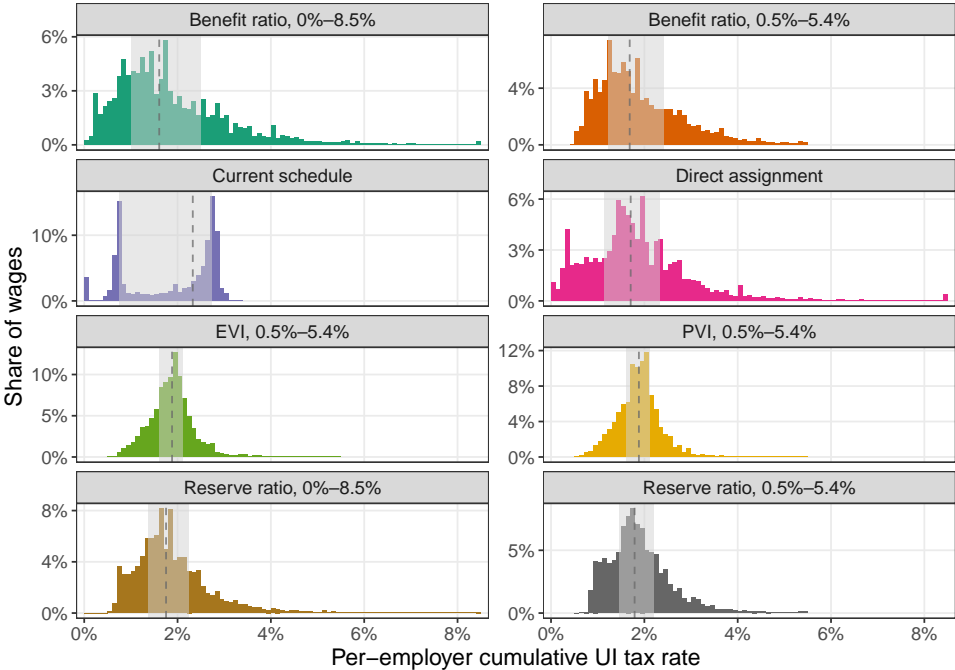 Benefit ratio, 0%–8.5%
Benefit ratio, 0.5%–5.4%
6%
3%
0%
4%
0%
Current schedule
Direct assignment
10%
0%
6%
3%
0%
EVI, 0.5%–5.4%
PVI, 0.5%–5.4%
10%
5%
0%
12%
8%
4%
0%
Reserve ratio, 0%–8.5%
Reserve ratio, 0.5%–5.4%
8%
4%
0%
5%
0%
0% 2% 4% 6% 8%
0% 2% 4% 6% 8%
Share of wages
Per−employer cumulative UI tax rate